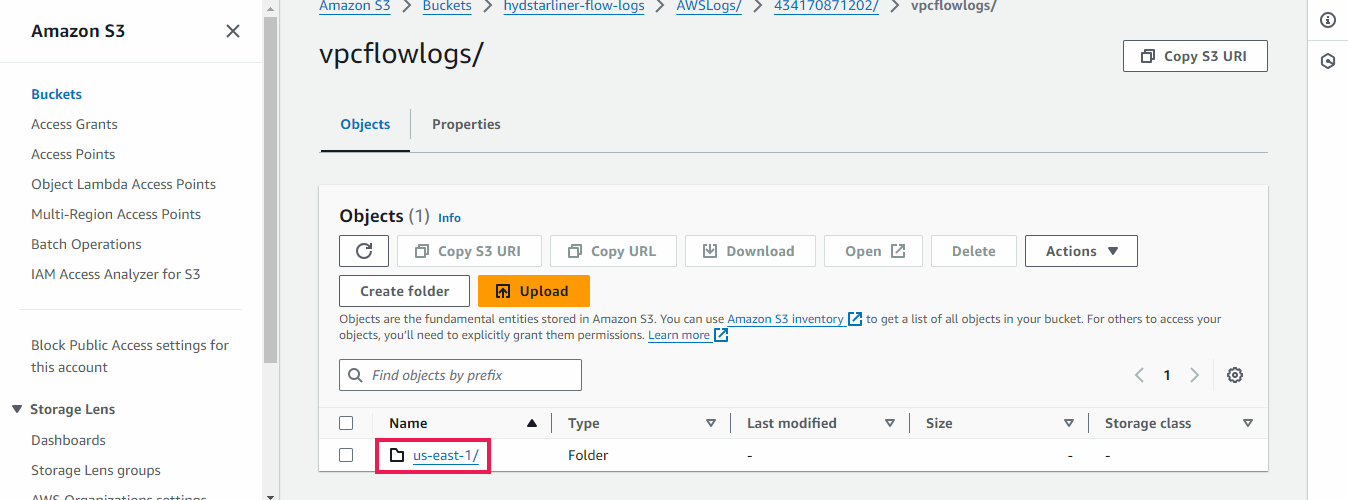 Amazon S3
Buckets
Access Grants
Access Points
Object Lambda Access Points
Multi-Region Access Points
Batch Operations
IAM Access Analyzer for S3
Block Public Access settings for
this account
Storage Lens
Dashboards
Storage Lens groups
AWS Organizations settings
Amazon S3 > Buckets > hydstarliner-flow-logs > AWSLogs/ > 434170871202/ > vpcflowlogs/
vpcflowlogs/
Copy S3 URI
Objects Properties
Objects (1) Info
Copy S3 URI Copy URL Download Open Delete Actions
Create folder Upload
Objects are the fundamental entities stored in Amazon S3. You can use Amazon S3 inventory to get a list of all objects in your bucket. For others to access your
objects, you'll need to explicitly grant them permissions. Learn more
Find objects by prefix
1
Name Type Last modified Size Storage class
us-east-1/ Folder - - -